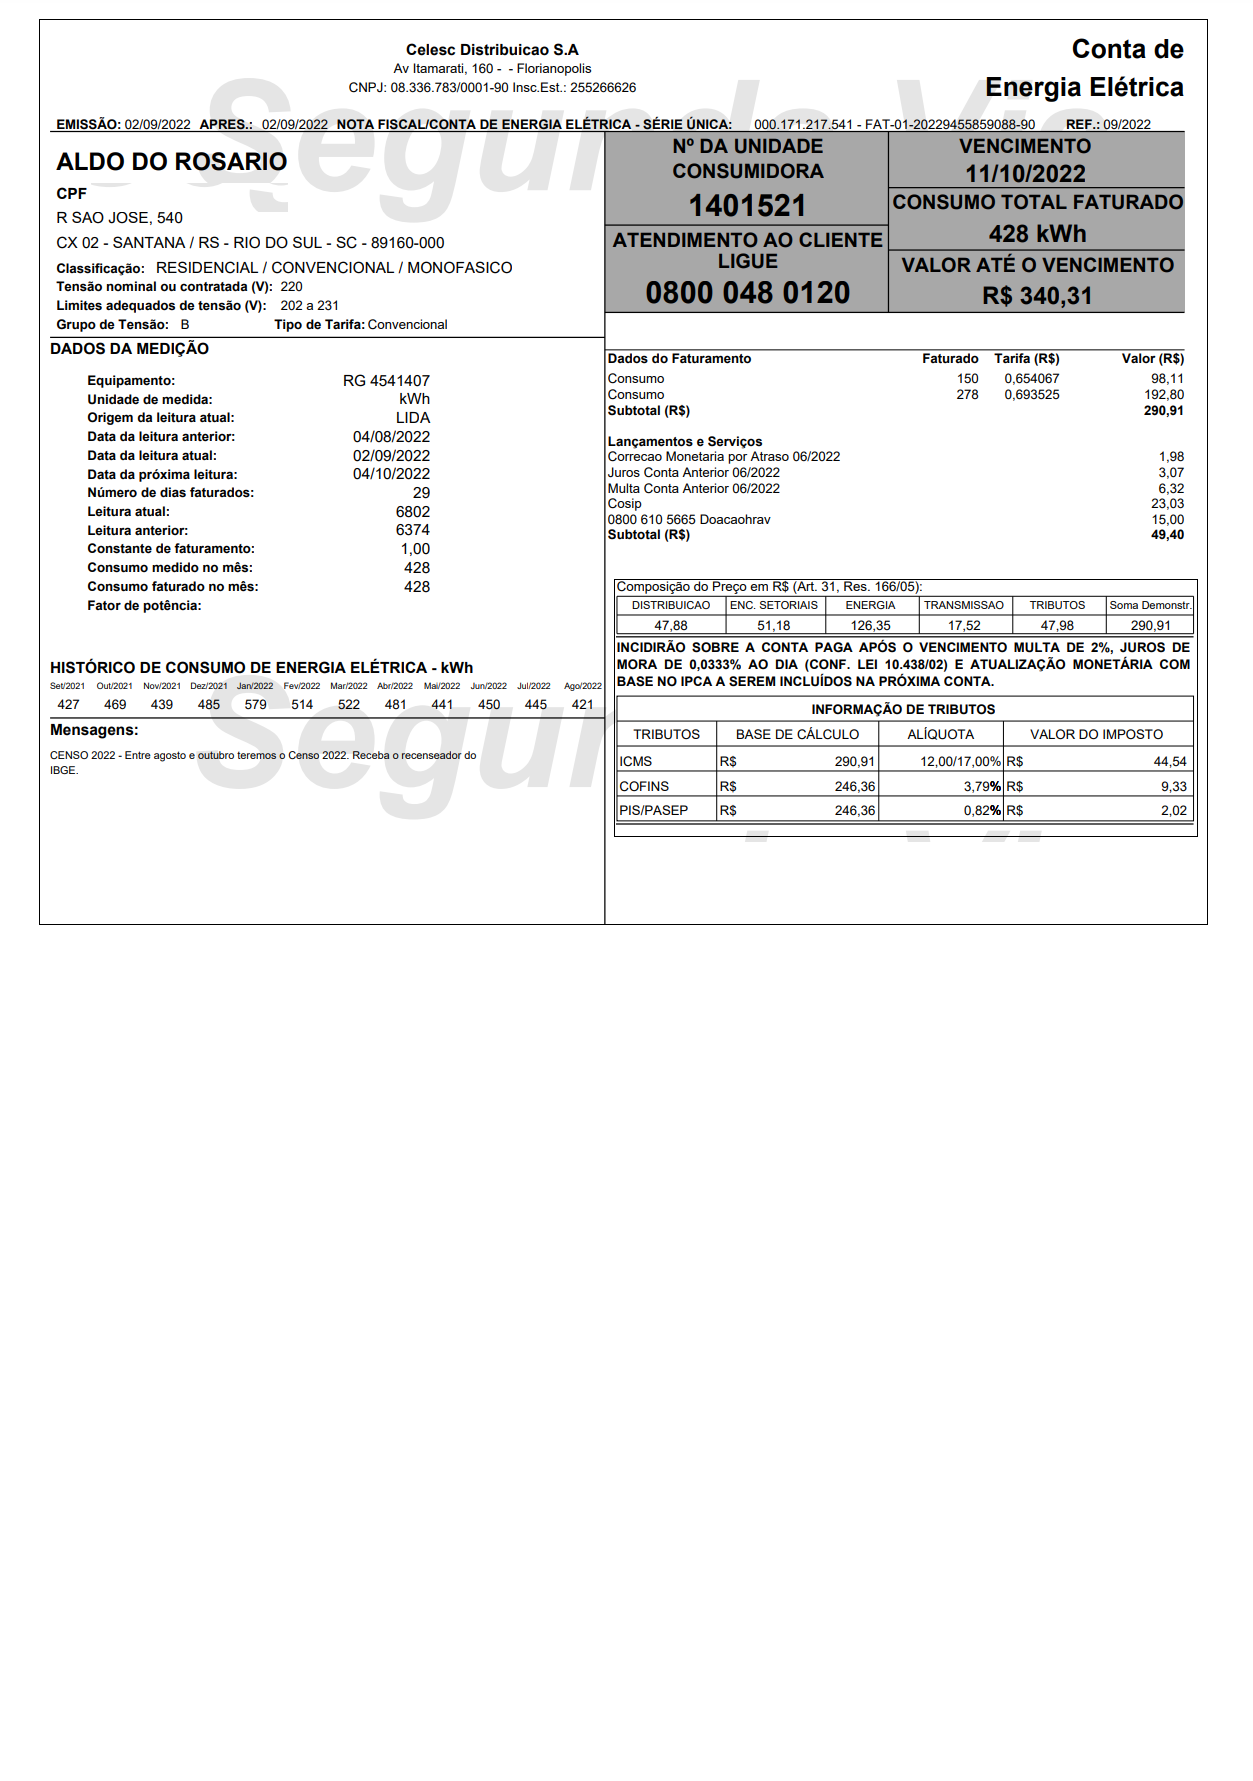 Celesc Distribuicao S.A
Av Itamarati, 160 - - Florianopolis
CNPJ: 08.336.783/0001-90 Insc.Est.: 255266626
Conta de
Energia Elétrica
Segunda Via
EMISSÃO: 02/09/2022 APRES.: 02/09/2022 NOTA FISCAL/CONTA DE ENERGIA ELÉTRICA - SÉRIE ÚNICA: 000.171.217.541 - FAT-01-20229455859088-90 REF.: 09/2022
ALDO DO ROSARIO
CPF
R SAO JOSE, 540
CX 02 - SANTANA / RS - RIO DO SUL - SC - 89160-000
Classificação: RESIDENCIAL / CONVENCIONAL / MONOFASICO
Tensão nominal ou contratada (V): 220
Limites adequados de tensão (V): 202 a 231
Grupo de Tensão: B Tipo de Tarifa: Convencional
Nº DA UNIDADE
CONSUMIDORA
1401521
ATENDIMENTO AO CLIENTE
LIGUE
0800 048 0120
VENCIMENTO
11/10/2022
CONSUMO TOTAL FATURADO
428 kWh
VALOR ATÉ O VENCIMENTO
R$ 340,31
DADOS DA MEDIÇÃO
Equipamento: RG 4541407
Unidade de medida: kWh
Origem da leitura atual: LIDA
Data da leitura anterior: 04/08/2022
Data da leitura atual: 02/09/2022
Data da próxima leitura: 04/10/2022
Número de dias faturados: 29
Leitura atual: 6802
Leitura anterior: 6374
Constante de faturamento: 1,00
Consumo medido no mês: 428
Consumo faturado no mês: 428
Fator de potência:
HISTÓRICO DE CONSUMO DE ENERGIA ELÉTRICA - kWh
Set/2021 Out/2021 Nov/2021 Dez/2021 Jan/2022 Fev/2022 Mar/2022 Abr/2022 Mai/2022 Jun/2022 Jul/2022 Ago/2022
427 469 439 485 579 514 522 481 441 450 445 421
Mensagens:
CENSO 2022 - Entre agosto e outubro teremos o Censo 2022. Receba o recenseador do
IBGE.
Dados do Faturamento Faturado Tarifa (R$) Valor (R$)
Consumo 150 0,654067 98,11
Consumo 278 0,693525 192,80
Subtotal (R$) 290,91
Lançamentos e Serviços
Correcao Monetaria por Atraso 06/2022 1,98
Juros Conta Anterior 06/2022 3,07
Multa Conta Anterior 06/2022 6,32
Cosip 23,03
0800 610 5665 Doacaohrav 15,00
Subtotal (R$) 49,40
Composição do Preço em R$ (Art. 31, Res. 166/05):
DISTRIBUICAO ENC. SETORIAIS ENERGIA TRANSMISSAO TRIBUTOS Soma Demonstr.
47,88 51,18 126,35 17,52 47,98 290,91
INCIDIRÃO SOBRE A CONTA PAGA APÓS O VENCIMENTO MULTA DE 2%, JUROS DE
MORA DE 0,0333% AO DIA (CONF. LEI 10.438/02) E ATUALIZAÇÃO MONETÁRIA COM
BASE NO IPCA A SEREM INCLUÍDOS NA PRÓXIMA CONTA.
INFORMAÇÃO DE TRIBUTOS
TRIBUTOS BASE DE CÁLCULO ALÍQUOTA VALOR DO IMPOSTO
ICMS R$ 290,91 12,00/17,00% R$ 44,54
COFINS R$ 246,36 3,79% R$ 9,33
PIS/PASEP R$ 246,36 0,82% R$ 2,02